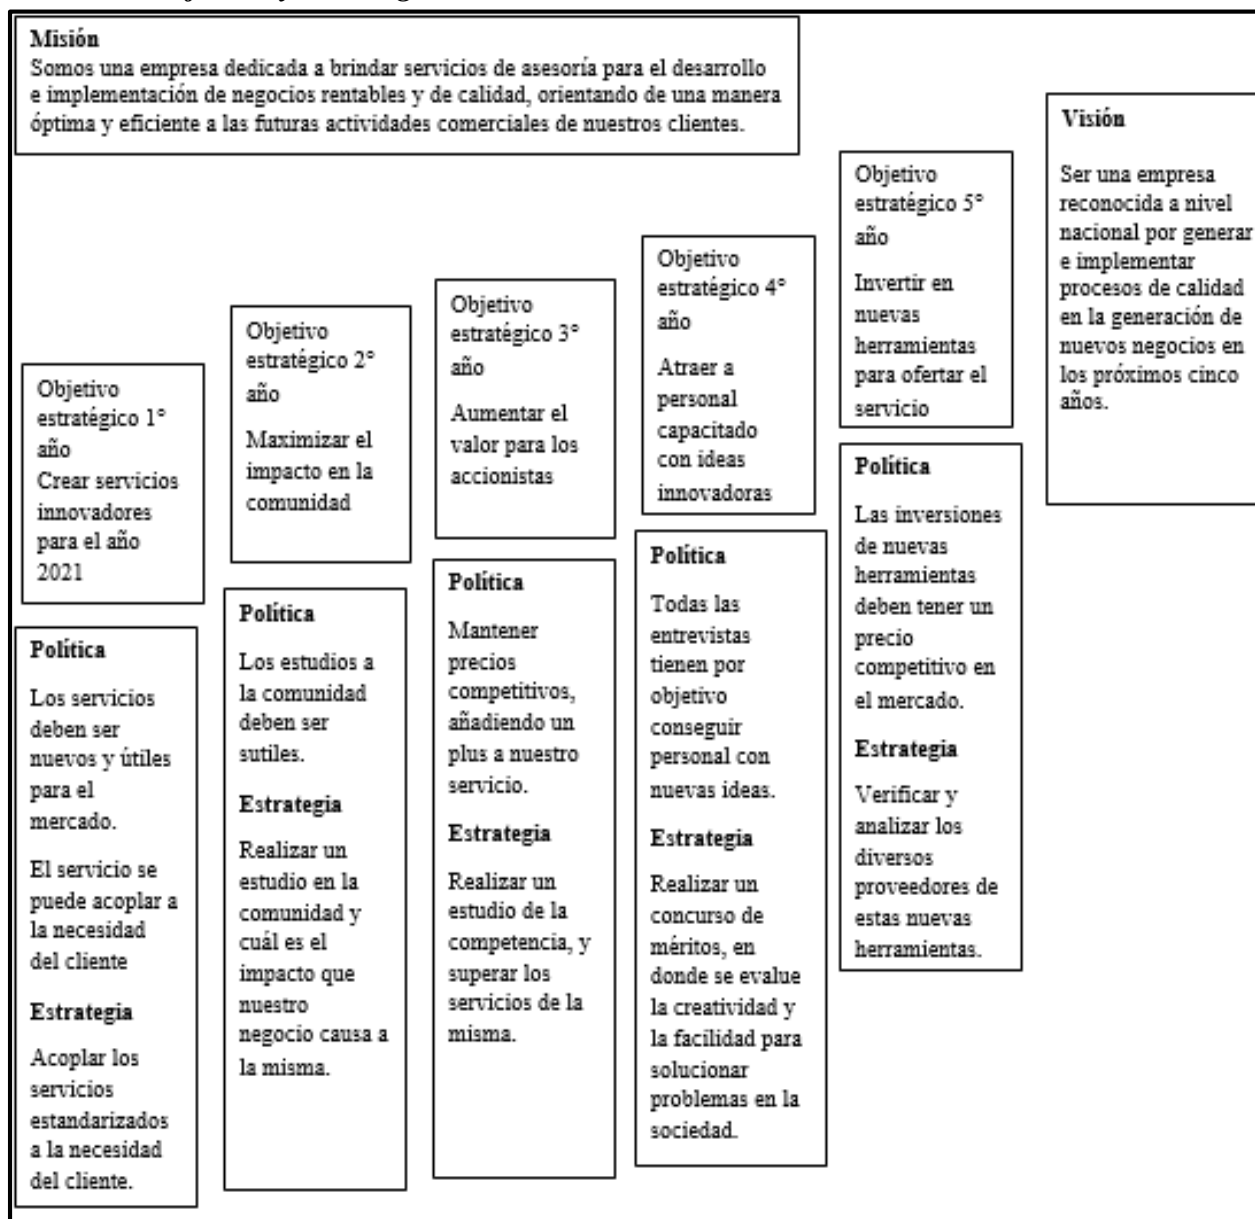 Misión
Somos una empresa dedicada a brindar servicios de asesoría para el desarrollo
e implementación de negocios rentables y de calidad, orientando de una manera
óptima y eficiente a las futuras actividades comerciales de nuestros clientes.
Objetivo
estratégico 1°
año
Crear servicios
innovadores
para el año
2021
Política
Los servicios
deben ser
nuevos y útiles
para el
mercado.
El servicio se
puede acoplar a
la necesidad
del cliente
Estrategia
Acoplar los
servicios
estandarizados
a la necesidad
del cliente.
Objetivo
estratégico 2°
año
Maximizar el
impacto en la
comunidad
Política
Los estudios a
la comunidad
deben ser
sutiles.
Estrategia
Realizar un
estudio en la
comunidad y
cuál es el
impacto que
nuestro
negocio causa a
la misma.
Objetivo
estratégico 3°
año
Aumentar el
valor para los
accionistas
Política
Mantener
precios
competitivos,
añadiendo un
plus a nuestro
servicio.
Estrategia
Realizar un
estudio de la
competencia, y
superar los
servicios de la
misma.
Objetivo
estratégico 4°
año
Atraer a
personal
capacitado
con ideas
innovadoras
Política
Todas las
entrevistas
tienen por
objetivo
conseguir
personal con
nuevas ideas.
Estrategia
Realizar un
concurso de
méritos, en
donde se evalue
la creatividad y
la facilidad para
solucionar
problemas en la
sociedad.
Objetivo
estratégico 5°
año
Invertir en
nuevas
herramientas
para ofertar el
servicio
Política
Las inversiones
de nuevas
herramientas
deben tener un
precio
competitivo en
el mercado.
Estrategia
Verificar y
analizar los
diversos
proveedores de
estas nuevas
herramientas.
Visión
Ser una empresa
reconocida a nivel
nacional por generar
e implementar
procesos de calidad
en la generación de
nuevos negocios en
los próximos cinco
años.